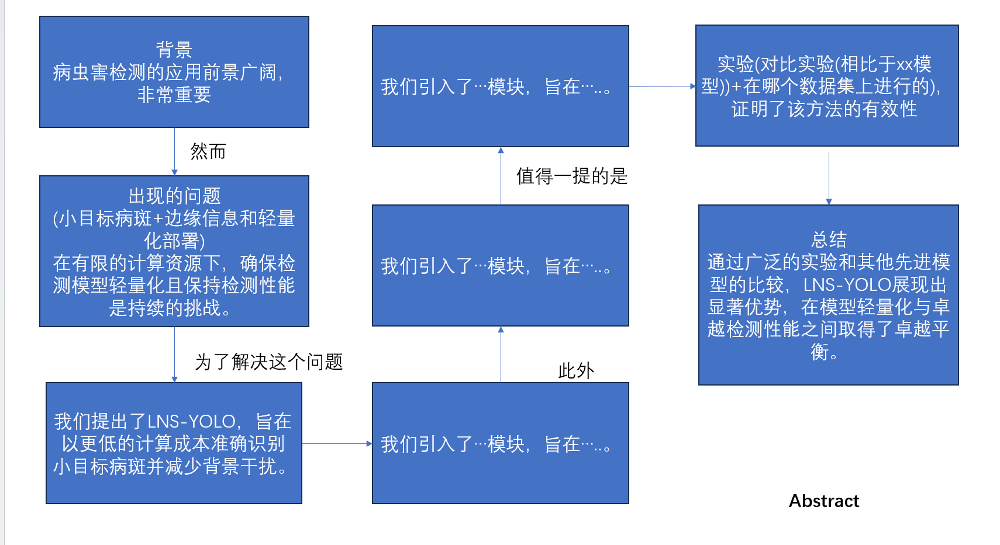 背景
病虫害检测的应用前景广阔，
非常重要
然而
出现的问题
(小目标病斑+边缘信息和轻量
化部署)
在有限的计算资源下，确保检
测模型轻量化且保持检测性能
是持续的挑战。
为了解决这个问题
我们提出了LNS-YOLO，旨在
以更低的计算成本准确识别
小目标病斑并减少背景干扰。
我们引入了…模块，旨在…..。
此外
我们引入了…模块，旨在…..。
值得一提的是
我们引入了…模块，旨在…..。
实验(对比实验(相比于xx模
型))+在哪个数据集上进行的)，
证明了该方法的有效性
总结
通过广泛的实验和其他先进模
型的比较，LNS-YOLO展现出
显著优势，在模型轻量化与卓
越检测性能之间取得了卓越平
衡。
Abstract